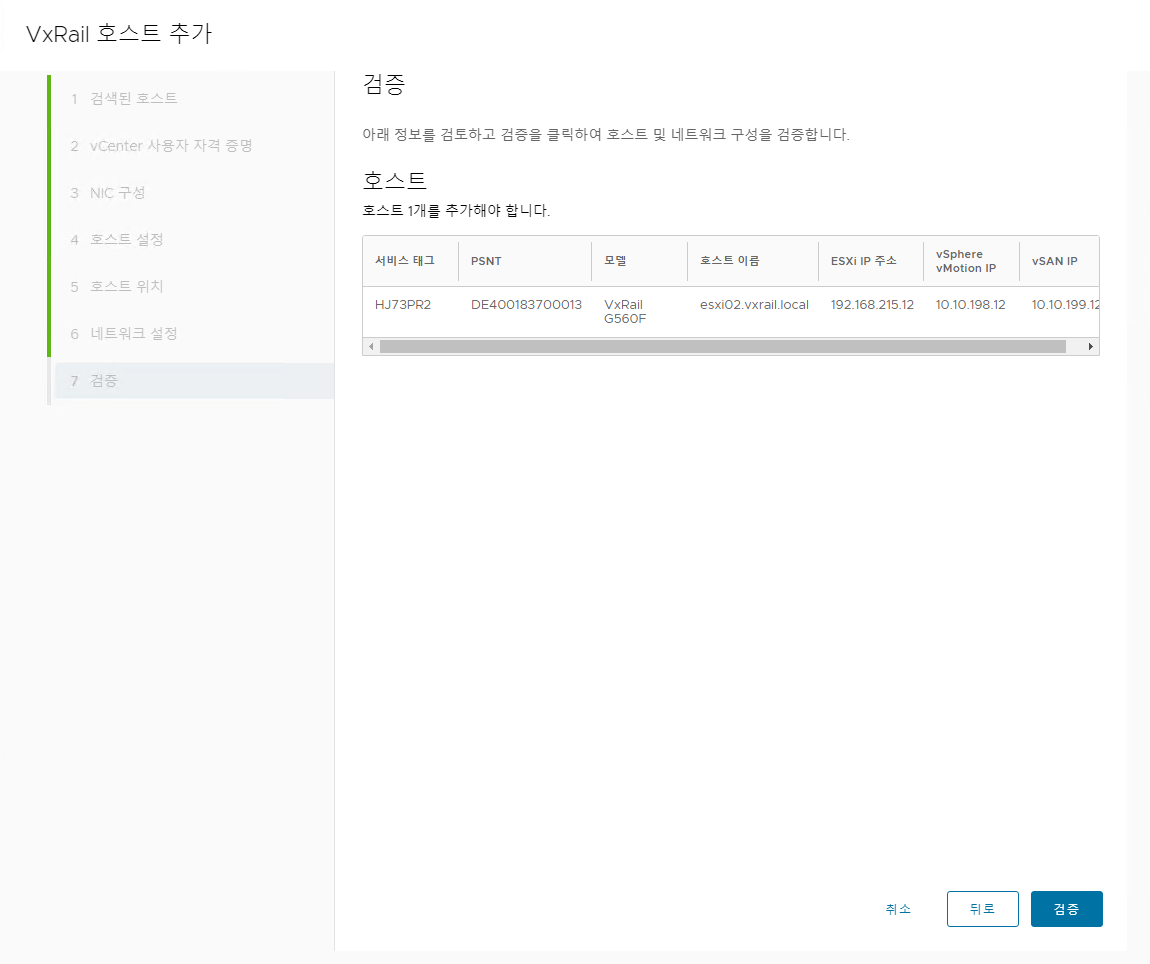 VxRail 호스트 추가
1 검색된 호스트
2 vCenter 사용자 자격 증명
3 NIC 구성
4 호스트 설정
5 호스트 위치
6 네트워크 설정
7 검증
검증
아래 정보를 검토하고 검증을 클릭하여 호스트 및 네트워크 구성을 검증합니다.
호스트
호스트 1개를 추가해야 합니다.
서비스 태그 PSNT 모델 호스트 이름 ESXi IP 주소 vSphere vMotion IP vSAN IP
HJ73PR2 DE400183700013 VxRail G560F esxi02.vxrail.local 192.168.215.12 10.10.198.12 10.10.199.12
취소 뒤로 검증